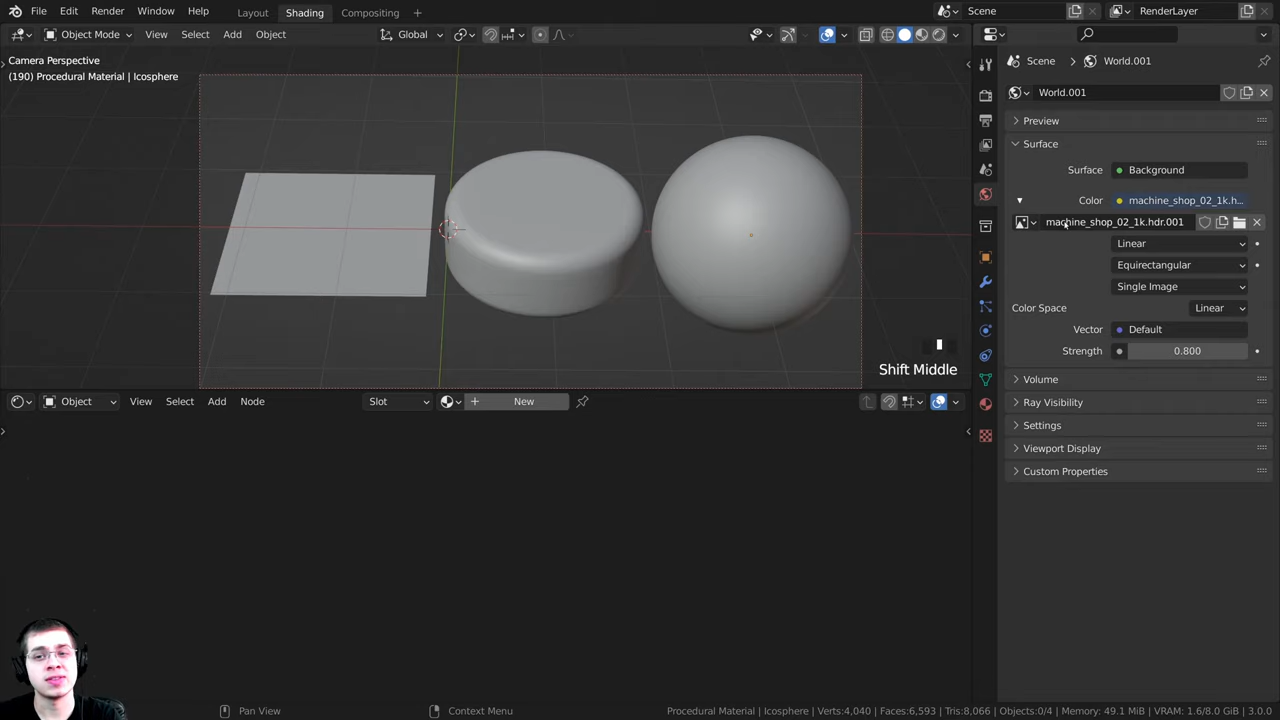 File Edit Render Window Help Layout Shading Compositing + Scene RenderLayer
Object Mode View Select Add Object Global
Camera Perspective
(190) Procedural Material | Icosphere
Shift Middle
Object View Select Add Node Slot New
Scene World.001
World.001
Preview
Surface
Surface Background
Color machine_shop_02_1k.h...
machine_shop_02_1k.hdr.001
Linear
Equirectangular
Single Image
Color Space Linear
Vector Default
Strength 0.800
Volume
Ray Visibility
Settings
Viewport Display
Custom Properties
Pan View Context Menu Procedural Material | Icosphere Verts:4,040 | Faces:6,593 | Tris:8,066 | Objects:0/4 | Memory: 49.1 MiB | VRAM: 1.6/8.0 GiB | 3.0.0